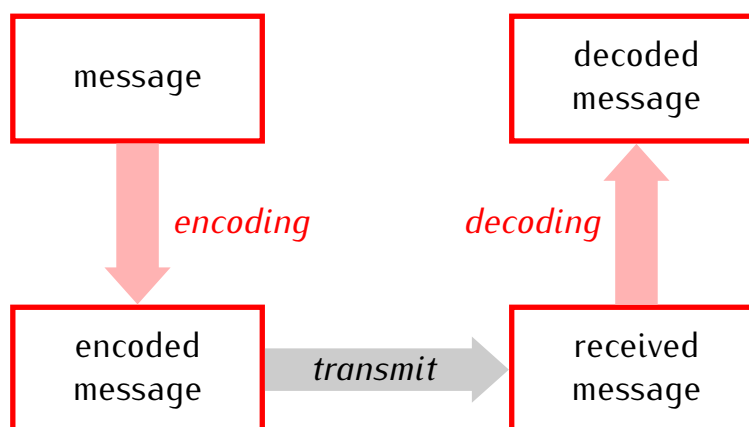 message
decoded
message
encoding
decoding
encoded
message
transmit
received
message